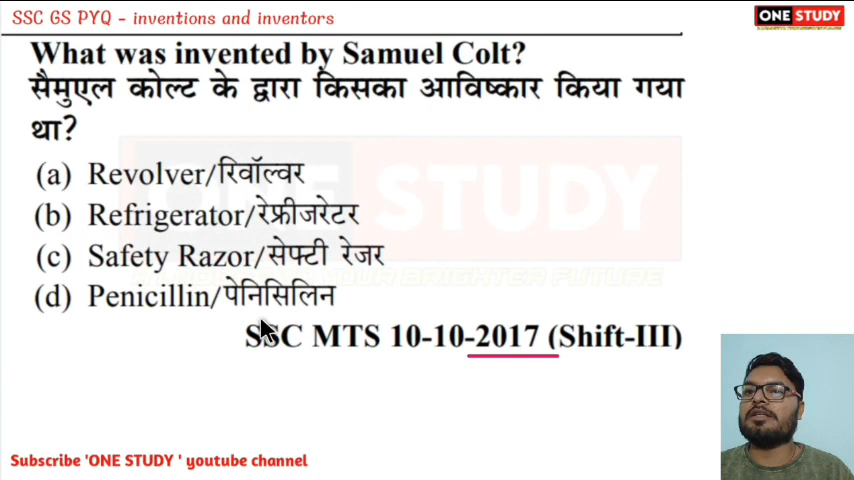 SSC GS PYQ - inventions and inventors
ONE STUDY
What was invented by Samuel Colt?
सैमुएल कोल्ट के द्वारा किसका आविष्कार किया गया
था?
(a) Revolver/रिवॉल्वर
(b) Refrigerator/रेफ्रीजरेटर
ONE STUDY
(c) Safety Razor/सेफ्टी रेजर
(d) Penicillin/पेनिसिलिन
SSC MTS 10-10-2017 (Shift-III)
Subscribe 'ONE STUDY ' youtube channel